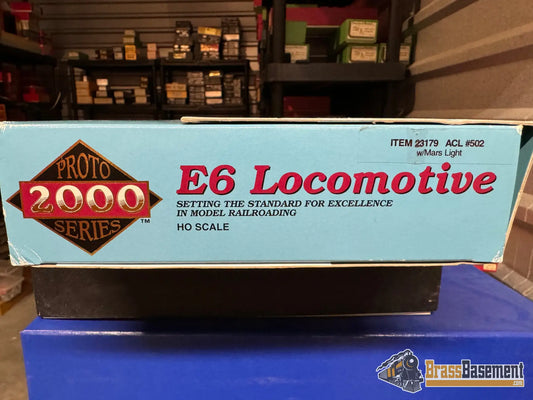 ITEM 23179 ACL #502
w/Mars Light
PROTO
2000
SERIES
TM
E6 Locomotive
SETTING THE STANDARD FOR EXCELLENCE
IN MODEL RAILROADING
HO SCALE
BrassBasement
.com